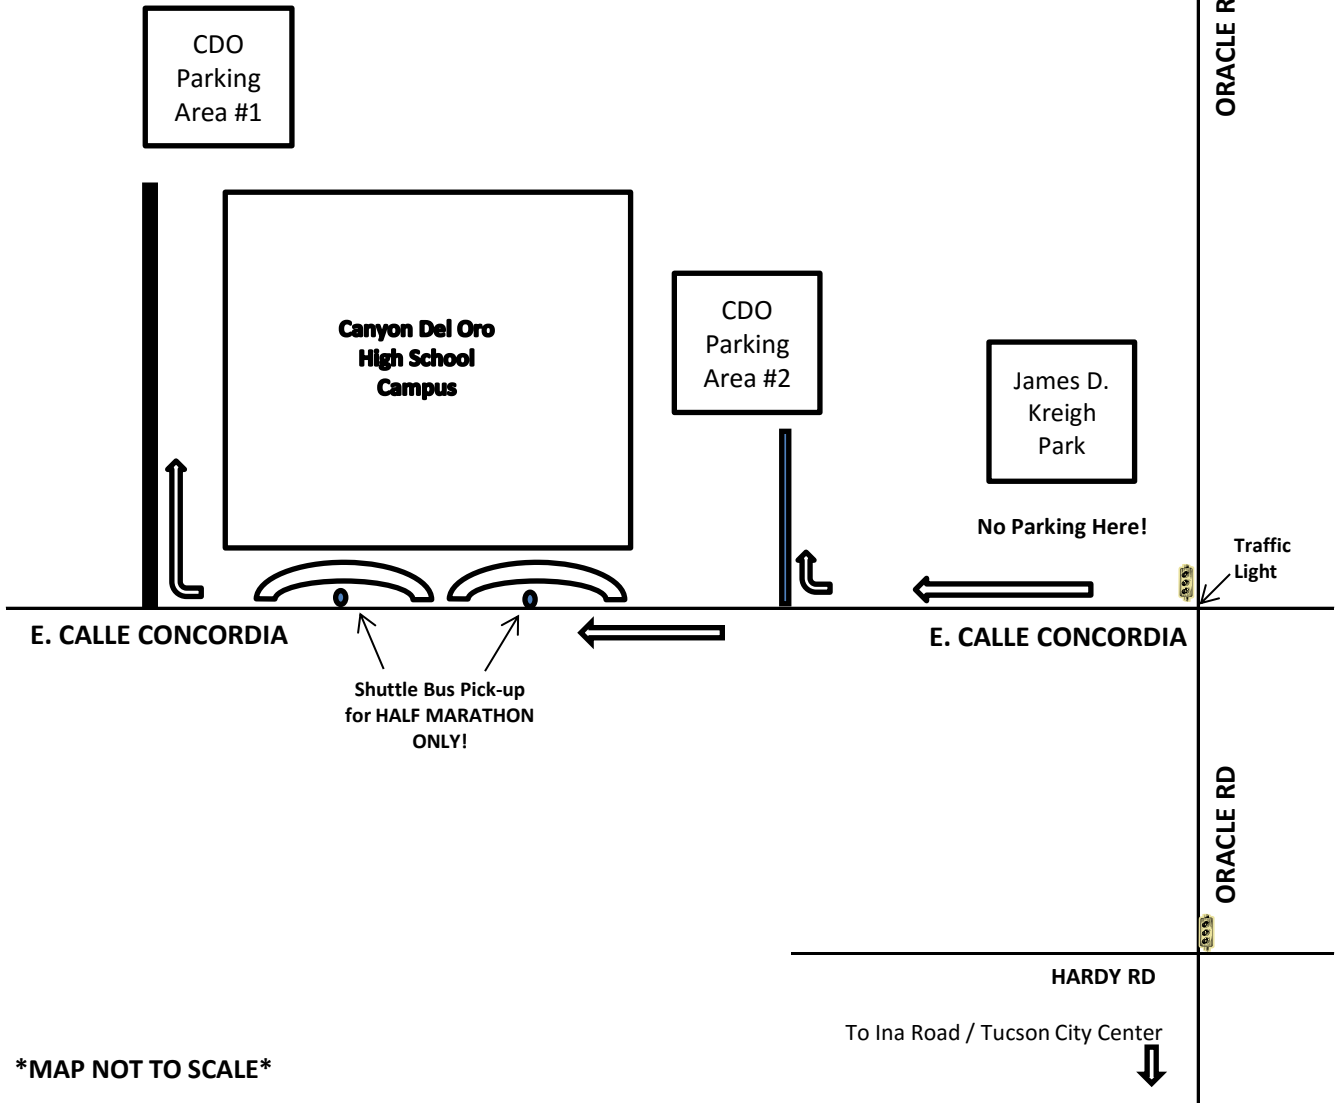 ORACLE R
CDO
Parking
Area #1
Canyon Del Oro
High School
Campus
CDO
Parking
Area #2
James D.
Kreigh
Park
No Parking Here!
Traffic
Light
E. CALLE CONCORDIA
E. CALLE CONCORDIA
Shuttle Bus Pick-up
for HALF MARATHON
ONLY!
ORACLE RD
HARDY RD
To Ina Road / Tucson City Center
*MAP NOT TO SCALE*